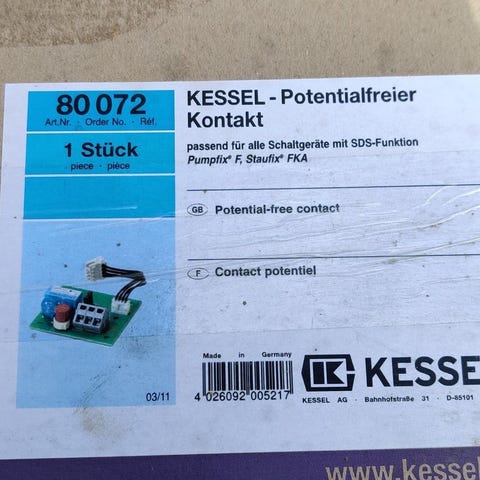 80 072
Art.Nr. · Order No. · Réf.
1 Stück
piece · pièce
KESSEL - Potentialfreier
Kontakt
passend für alle Schaltgeräte mit SDS-Funktion
Pumpfix® F, Staufix® FKA
GB Potential-free contact
F Contact potentiel
03/11
Made in Germany
4 026092 005217
KESSE
KESSEL AG · Bahnhofstraße 31 · D-85101
www.kessel